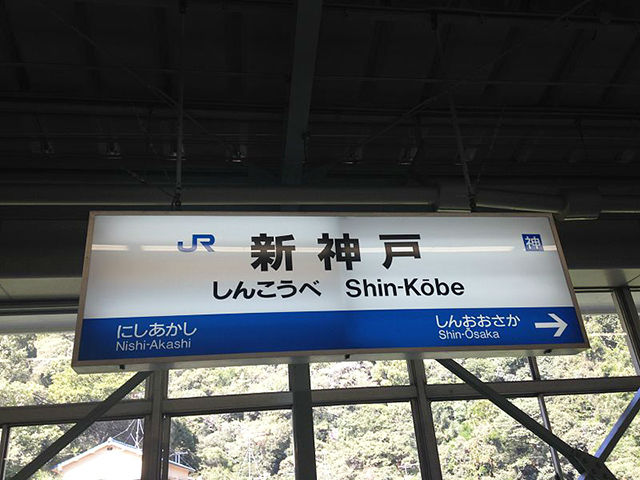 JR 新神戸 神
しんこうべ Shin-Kōbe
にしあかし しんおおさか →
Nishi-Akashi Shin-Ōsaka